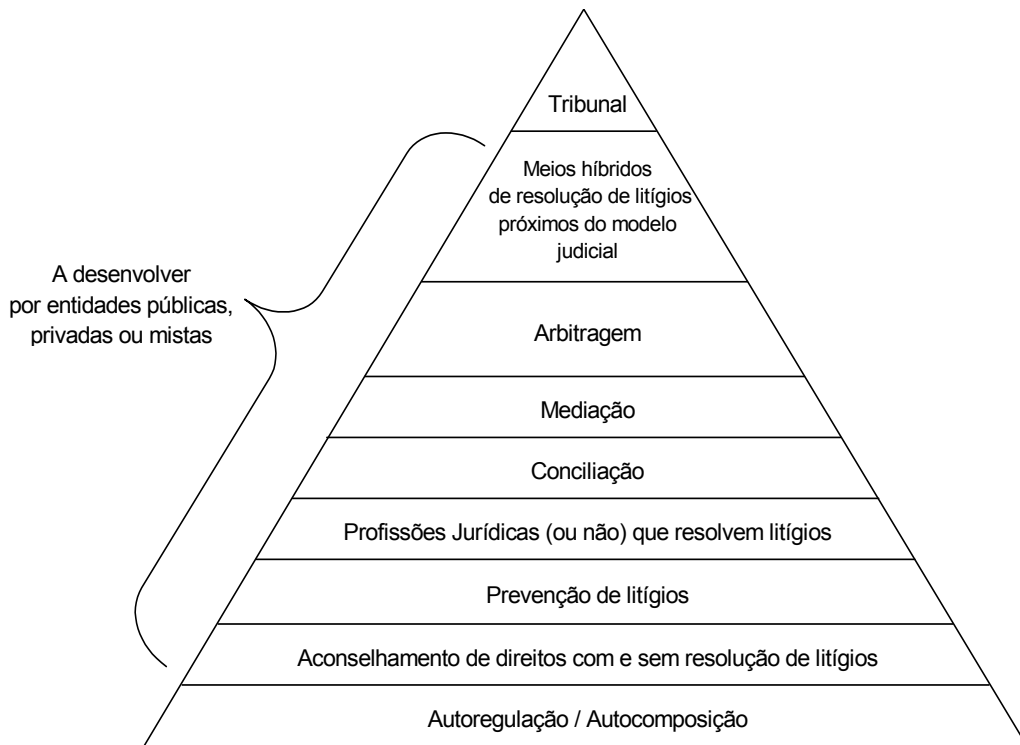 Tribunal
Meios híbridos
de resolução de litígios
próximos do modelo
judicial
A desenvolver
por entidades públicas,
privadas ou mistas
Arbitragem
Mediação
Conciliação
Profissões Jurídicas (ou não) que resolvem litígios
Prevenção de litígios
Aconselhamento de direitos com e sem resolução de litígios
Autoregulação / Autocomposição